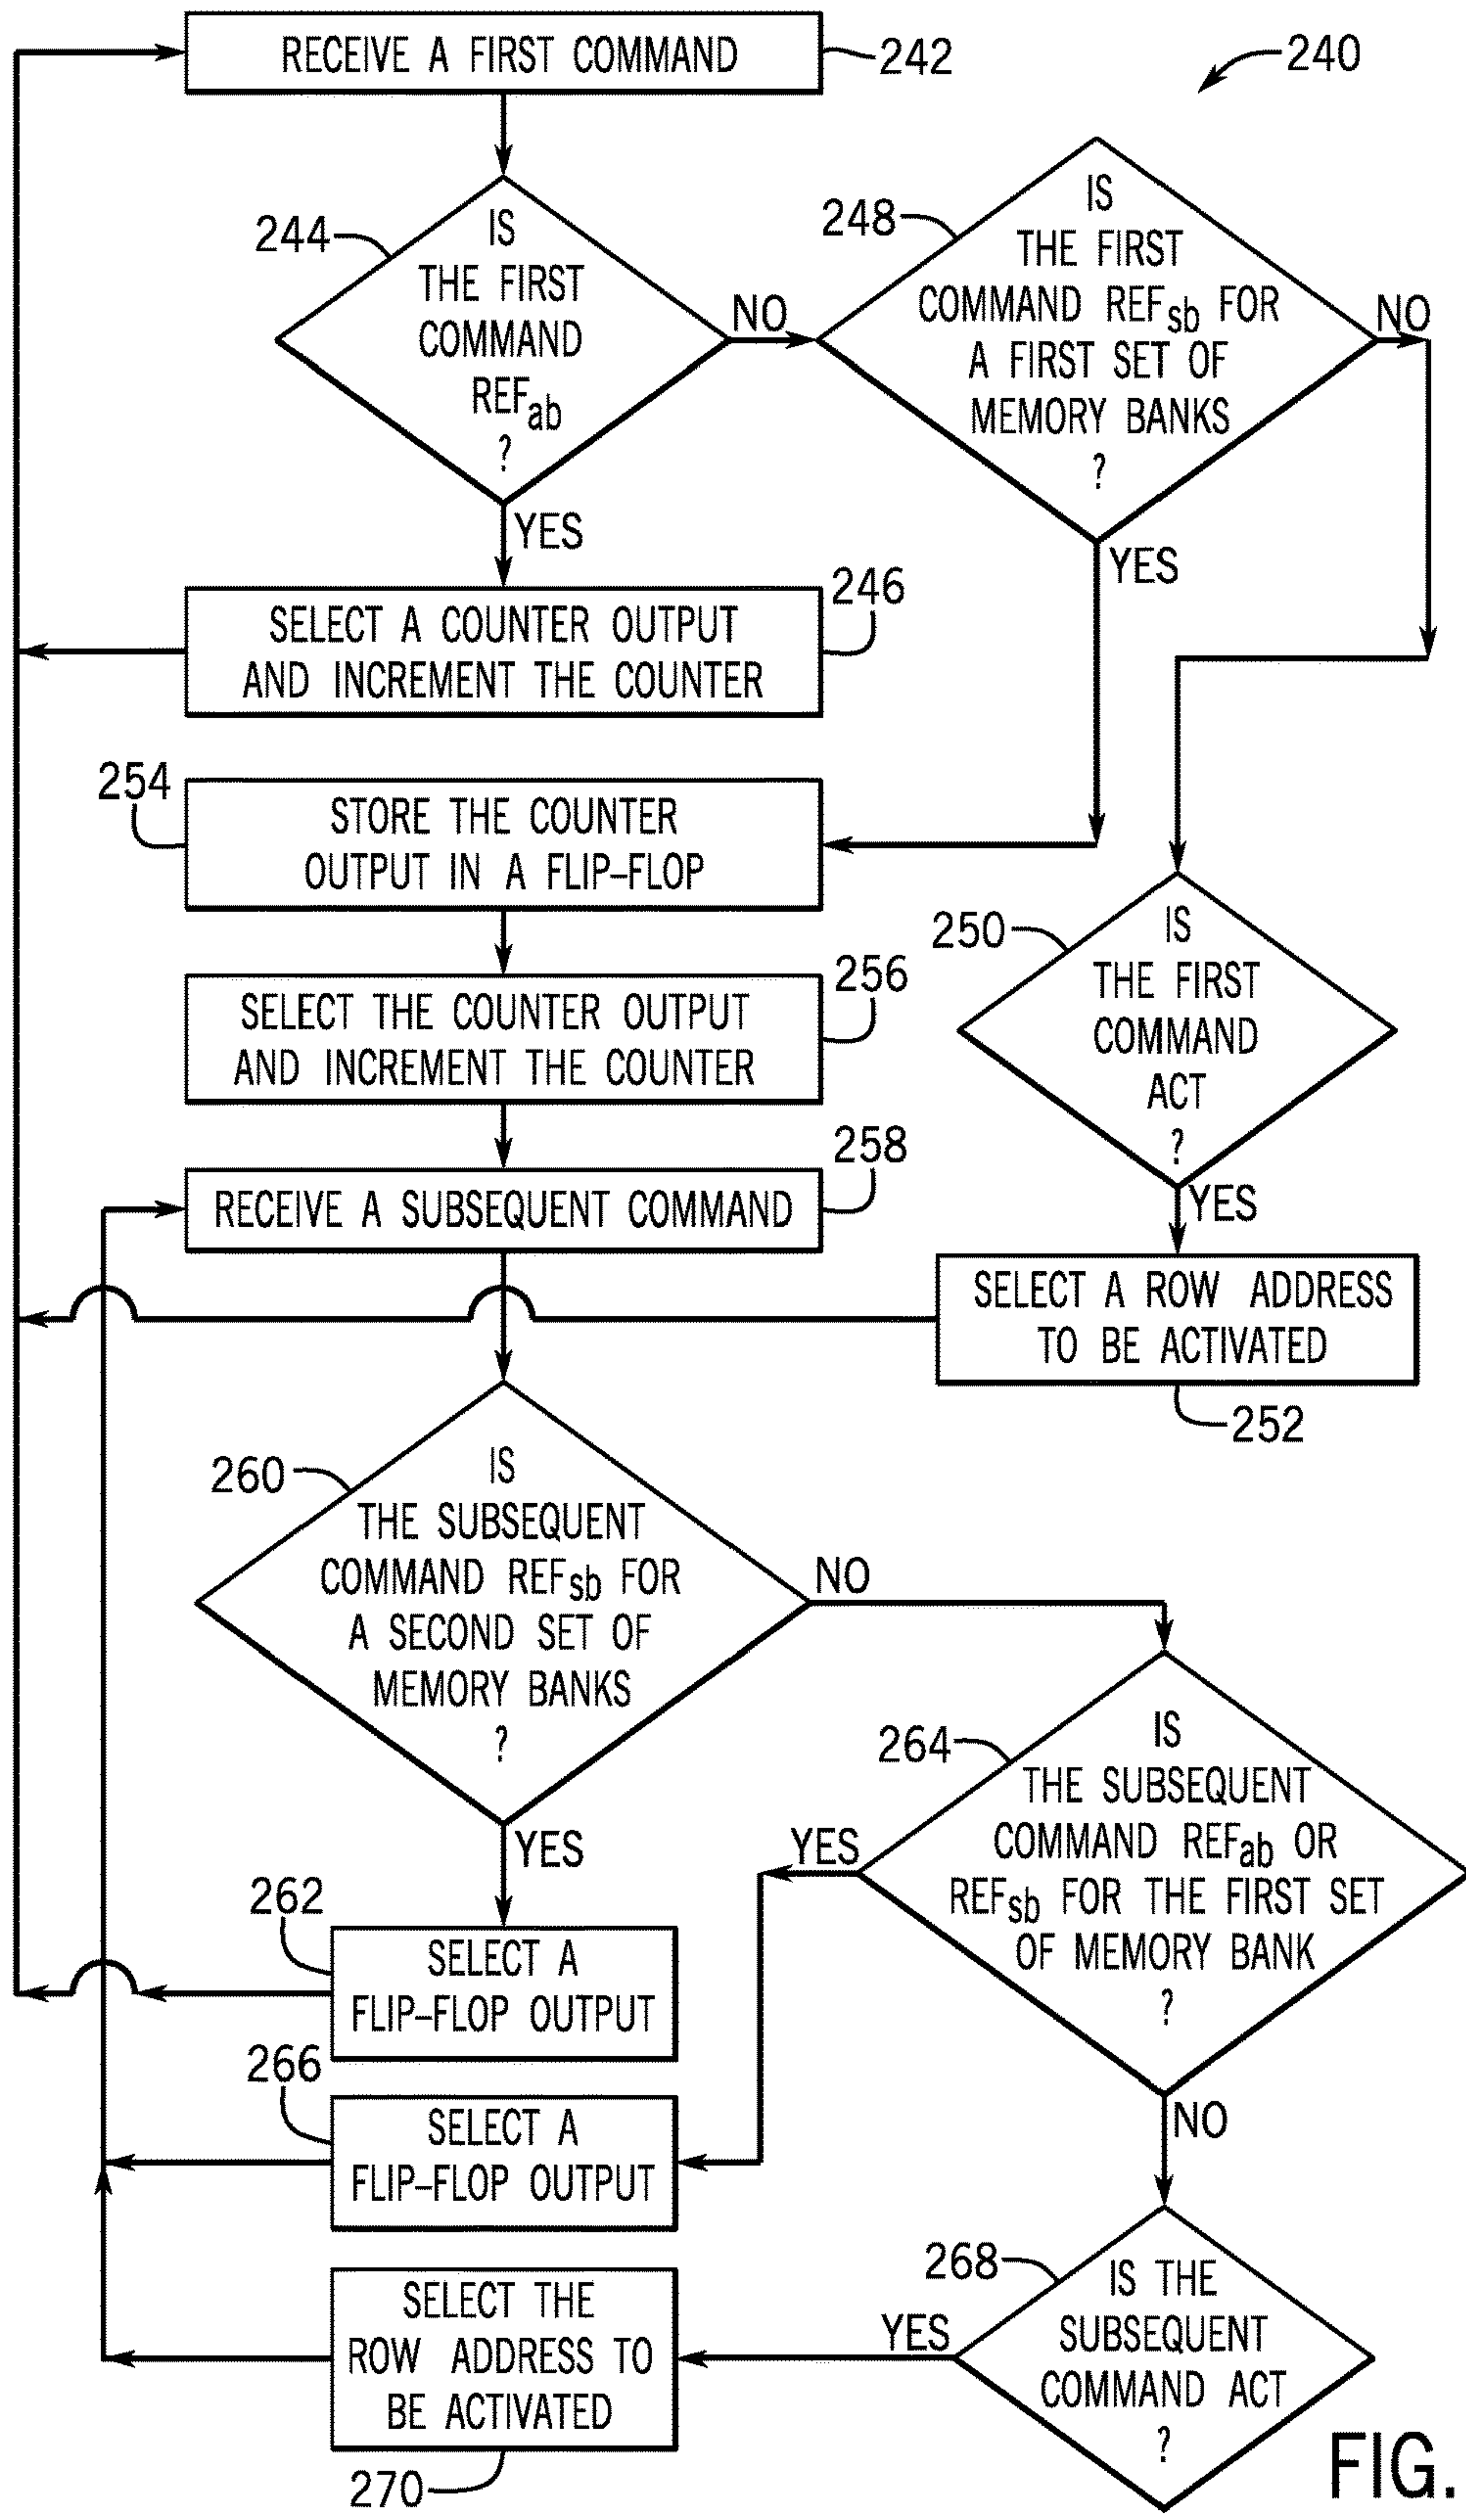 RECEIVE A FIRST COMMAND
242
240
244
IS
THE FIRST
COMMAND
REFab
?
NO
YES
248
IS
THE FIRST
COMMAND REFsb FOR
A FIRST SET OF
MEMORY BANKS
?
NO
YES
246
SELECT A COUNTER OUTPUT
AND INCREMENT THE COUNTER
254
STORE THE COUNTER
OUTPUT IN A FLIP-FLOP
250
IS
THE FIRST
COMMAND
ACT
?
YES
256
SELECT THE COUNTER OUTPUT
AND INCREMENT THE COUNTER
258
RECEIVE A SUBSEQUENT COMMAND
SELECT A ROW ADDRESS
TO BE ACTIVATED
252
260
IS
THE SUBSEQUENT
COMMAND REFsb FOR
A SECOND SET OF
MEMORY BANKS
?
NO
YES
264
IS
THE SUBSEQUENT
COMMAND REFab OR
REFsb FOR THE FIRST SET
OF MEMORY BANK
?
YES
NO
262
SELECT A
FLIP-FLOP OUTPUT
266
SELECT A
FLIP-FLOP OUTPUT
268
IS THE
SUBSEQUENT
COMMAND ACT
?
YES
SELECT THE
ROW ADDRESS TO
BE ACTIVATED
270
FIG.